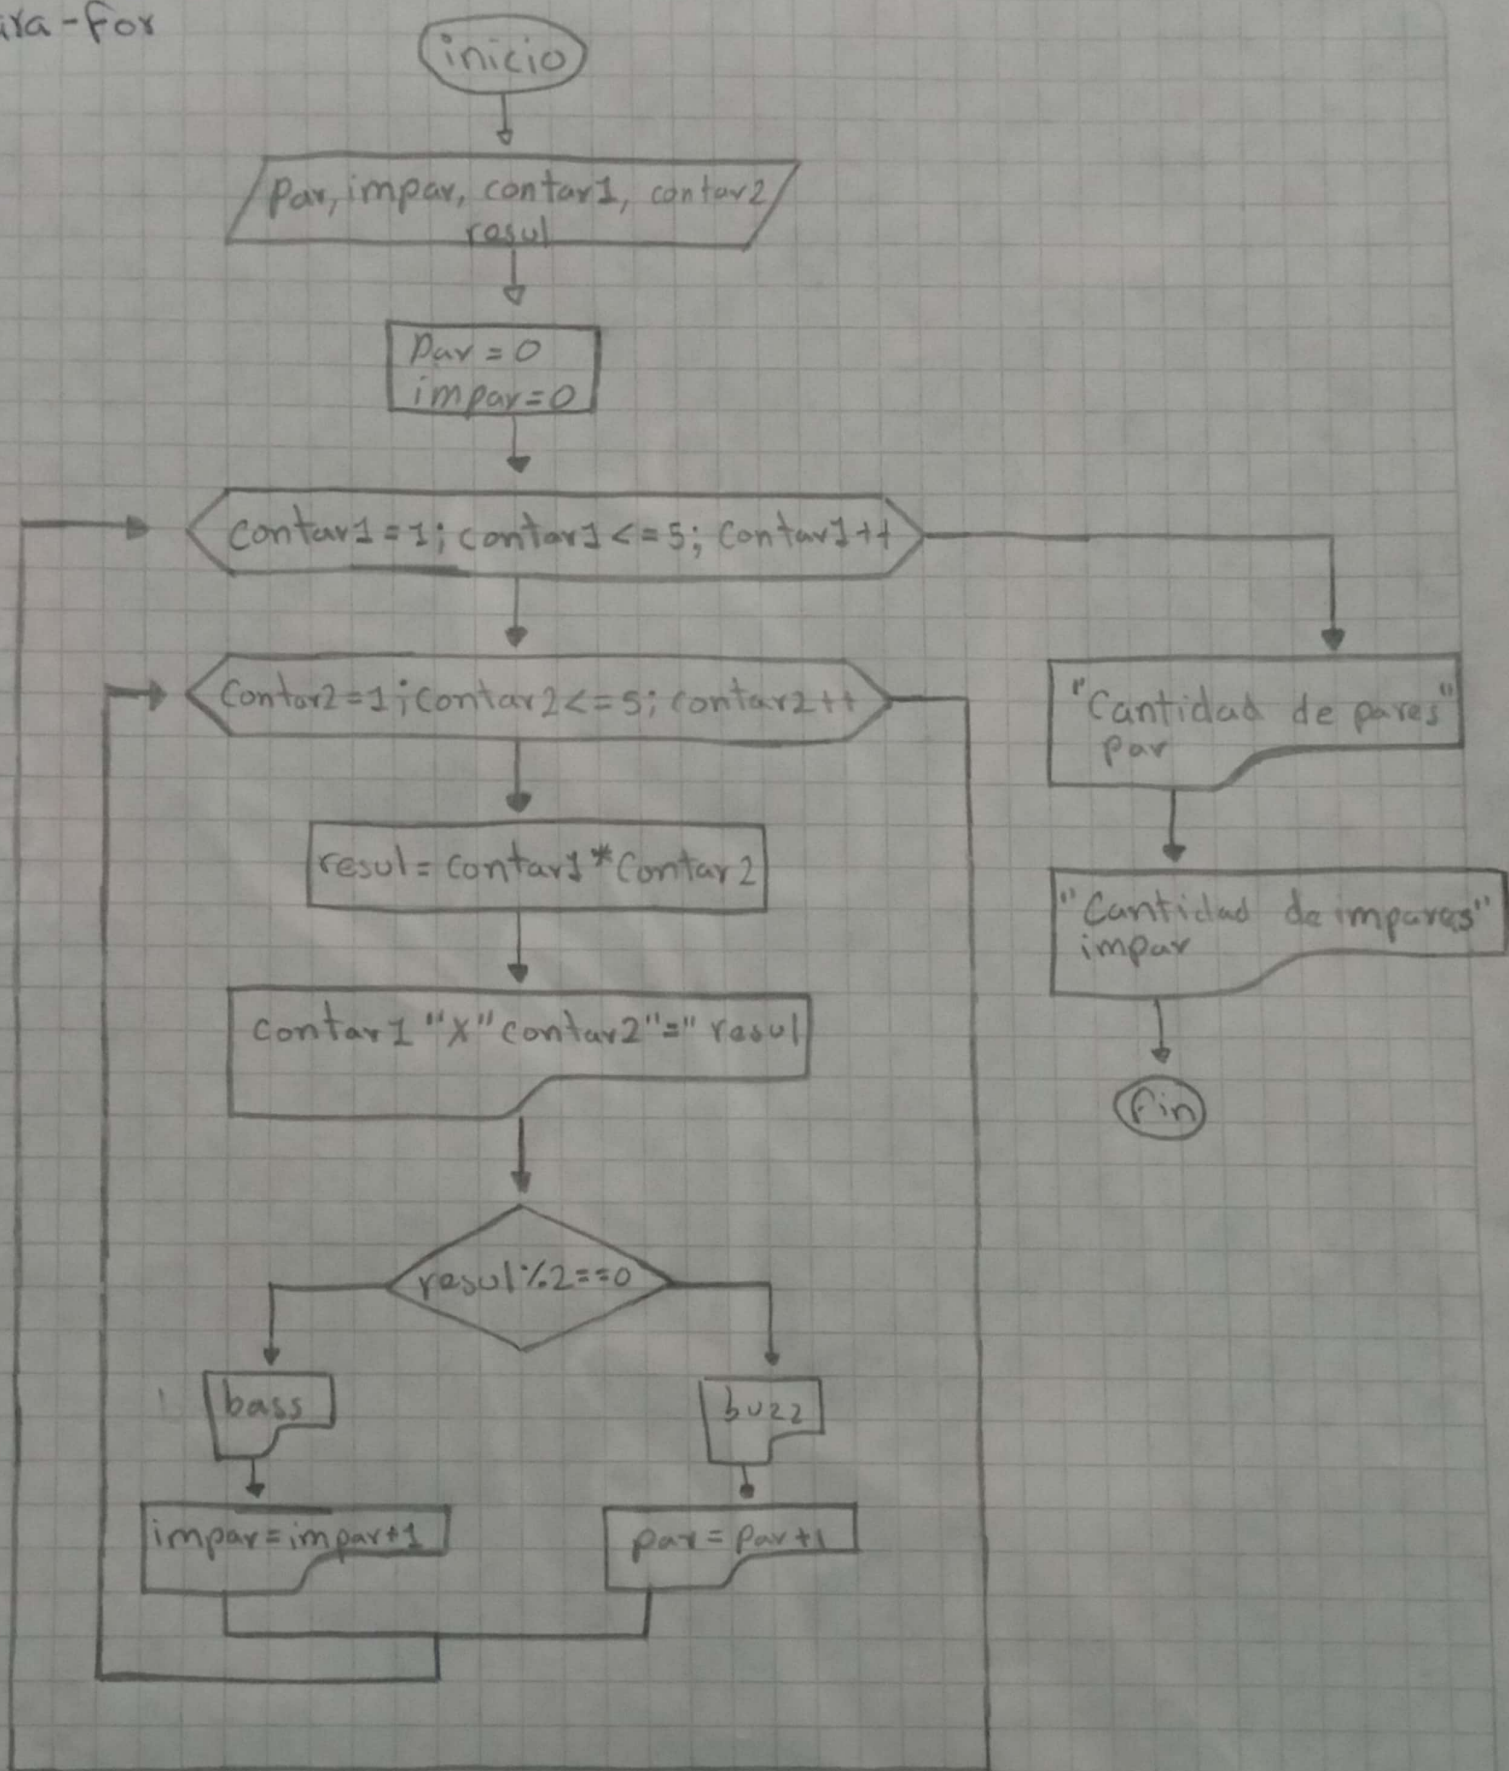 ara-for
inicio
Par, impar, contar1, contar2
resul
Par=0
impar=0
Contar1=1; contar1<=5; Contar1++
Contar2=1; Contar2<=5; contar2++
resul=contar1*Contar2
Contar1 "X" contar2 "=" resul
resul%2==0
bass
buzz
impar=impar+1
par=Par+1
"Cantidad de pares"
par
"Cantidad de impares"
impar
fin